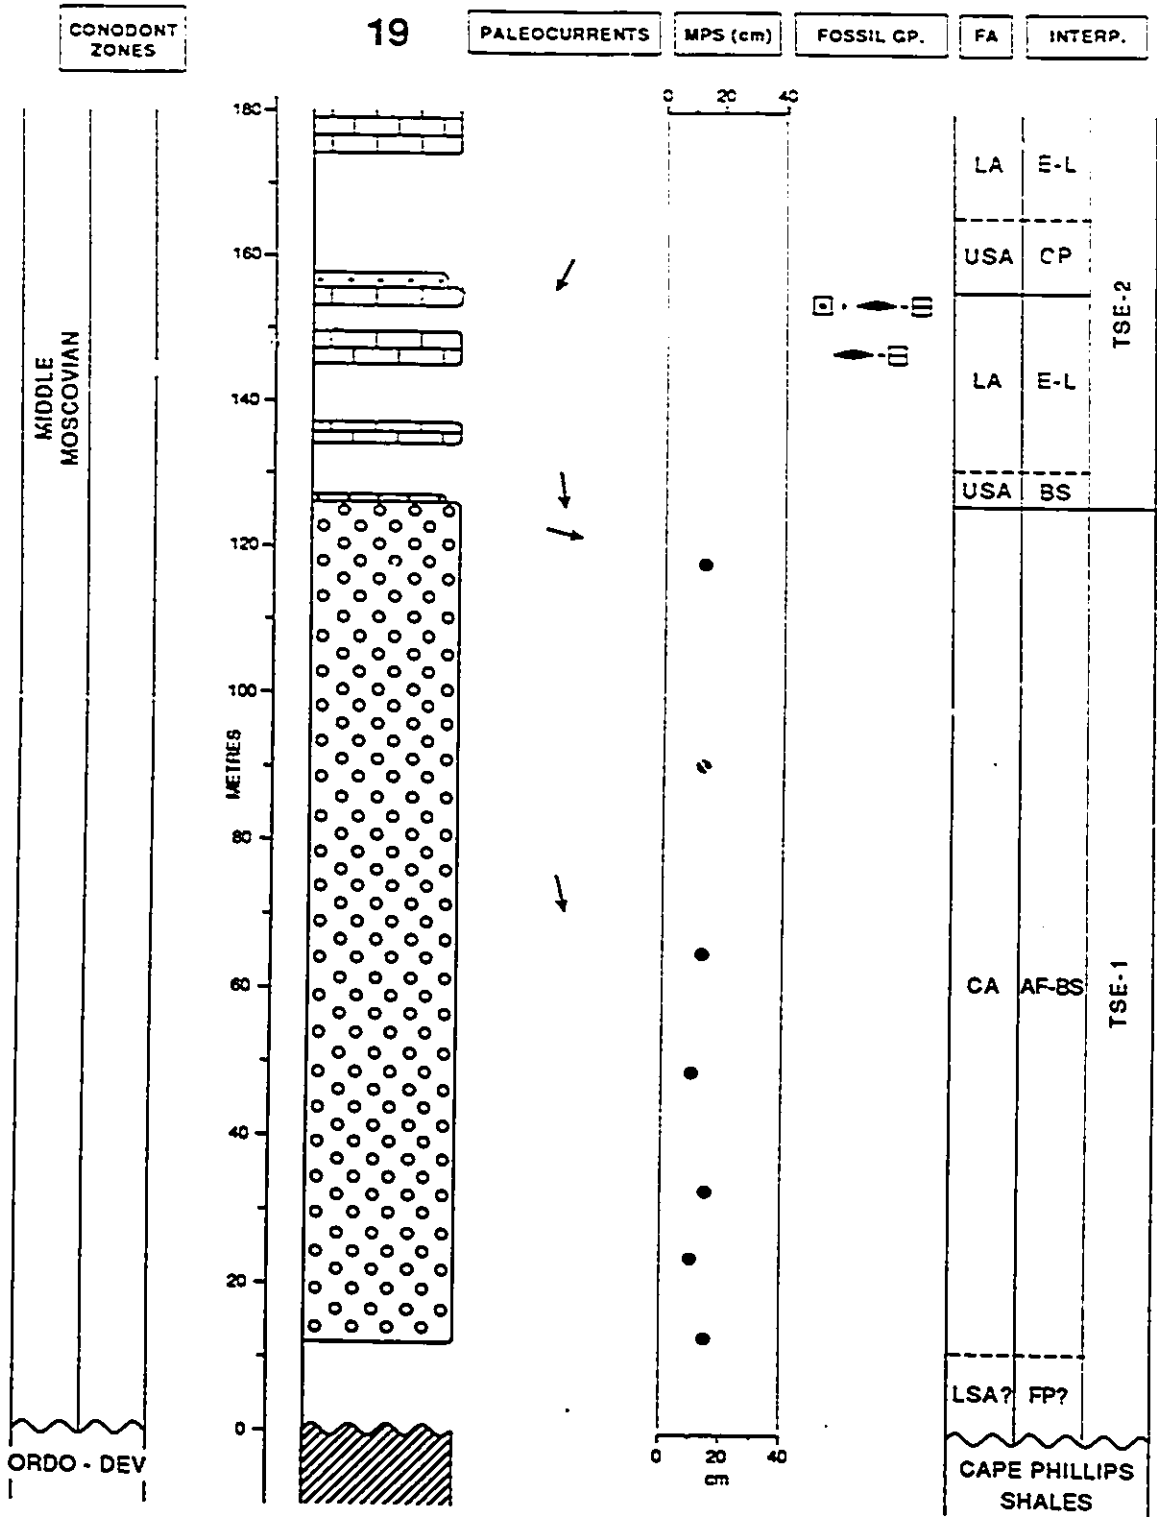 CONODONT
ZONES
19
PALEOCURRENTS
MPS (cm)
FOSSIL GP.
FA
INTERP.
0 20 40
180
160
140
120
100
80
60
40
20
0
METRES
MIDDLE
MOSCOVIAN
LA E-L
USA CP
LA E-L
USA BS
TSE-2
CA AF-BS
TSE-1
LSA? FP?
ORDO - DEV
0 20 40
cm
CAPE PHILLIPS
SHALES